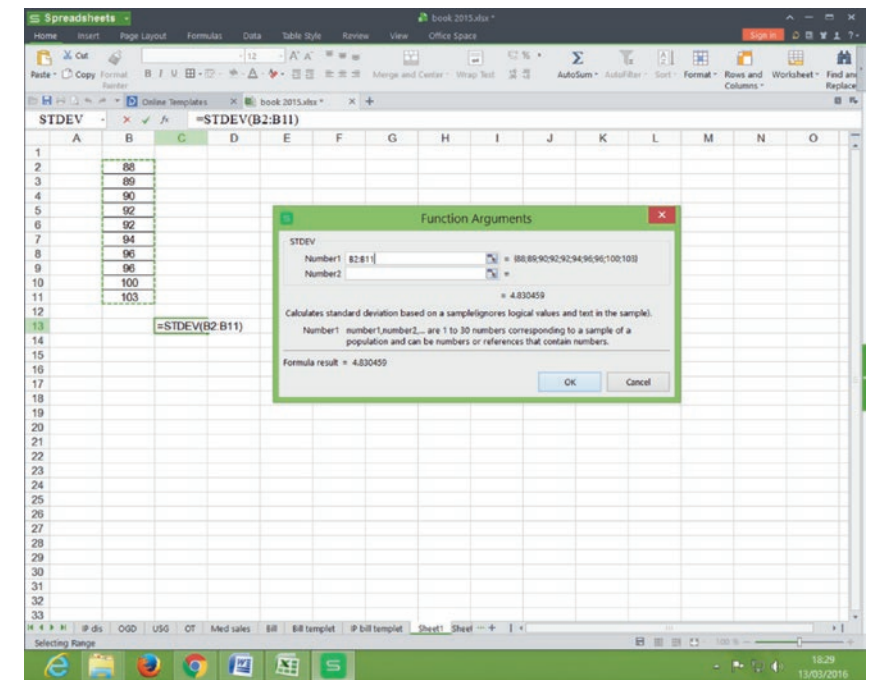 Spreadsheets
book 2015.xlsx *
Home Insert Page Layout Formulas Data Table Style Review View Office Space Sign in
Cut
12
Paste Copy Format Painter B I U Merge and Center Wrap Text AutoSum AutoFilter Sort Format Rows and Columns Worksheet Find and Replace
Online Templates × book 2015.xlsx * × +
STDEV =STDEV(B2:B11)
A B C D E F G H I J K L M N O
1
2 88
3 89
4 90
5 92
6 92
7 94
8 96
9 96
10 100
11 103
12
13 =STDEV(B2:B11)
14
15
16
17
18
19
20
21
22
23
24
25
26
27
28
29
30
31
32
33
Function Arguments
STDEV
Number1 B2:B11 = {88;89;90;92;92;94;96;96;100;103}
Number2 =
= 4.830459
Calculates standard deviation based on a sample(ignores logical values and text in the sample).
Number1 number1,number2,... are 1 to 30 numbers corresponding to a sample of a
population and can be numbers or references that contain numbers.
Formula result = 4.830459
OK Cancel
IP dis OGD USG OT Med sales Bill Bill templet IP bill templet Sheet1 Sheet ··· +
Selecting Range 100 %
18:29
13/03/2016